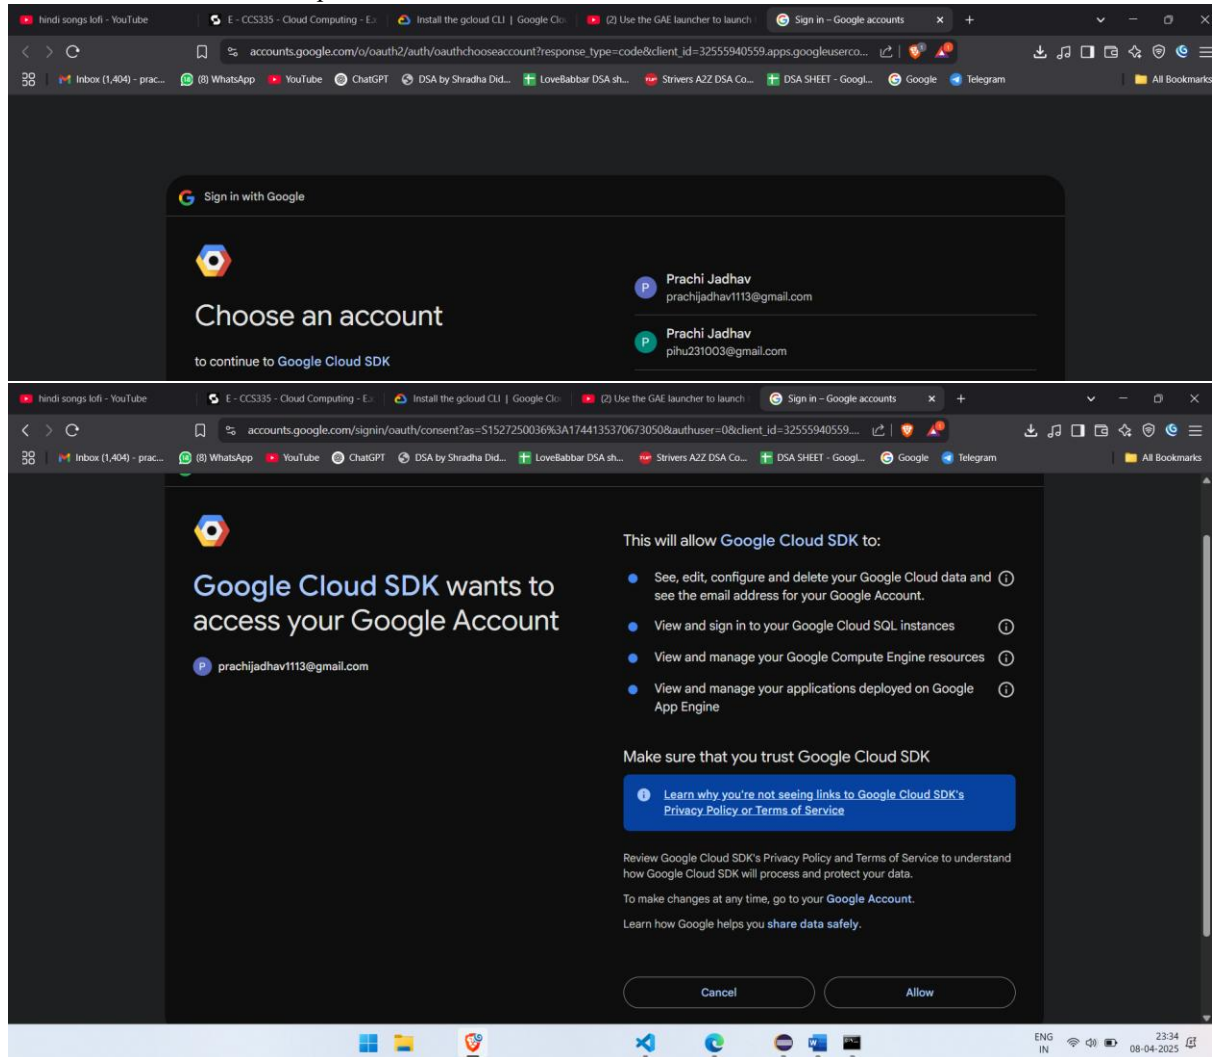 hindi songs lofi - YouTube
E - CCS335 - Cloud Computing - Ex
Install the gcloud CLI | Google Clo
(2) Use the GAE launcher to launch
Sign in – Google accounts
accounts.google.com/o/oauth2/auth/oauthchooseaccount?response_type=code&client_id=32555940559.apps.googleuserco...
Inbox (1,404) - prac...
(8) WhatsApp
YouTube
ChatGPT
DSA by Shradha Did...
LoveBabbar DSA sh...
Strivers A2Z DSA Co...
DSA SHEET - Googl...
Google
Telegram
All Bookmarks
Sign in with Google
Choose an account
to continue to Google Cloud SDK
P
Prachi Jadhav
prachijadhav1113@gmail.com
P
Prachi Jadhav
pihu231003@gmail.com
hindi songs lofi - YouTube
E - CCS335 - Cloud Computing - Ex
Install the gcloud CLI | Google Clo
(2) Use the GAE launcher to launch
Sign in – Google accounts
accounts.google.com/signin/oauth/consent?as=S1527250036%3A1744135370673050&authuser=0&client_id=32555940559....
Inbox (1,404) - prac...
(8) WhatsApp
YouTube
ChatGPT
DSA by Shradha Did...
LoveBabbar DSA sh...
Strivers A2Z DSA Co...
DSA SHEET - Googl...
Google
Telegram
All Bookmarks
Google Cloud SDK wants to
access your Google Account
P prachijadhav1113@gmail.com
This will allow Google Cloud SDK to:
See, edit, configure and delete your Google Cloud data and
see the email address for your Google Account.
View and sign in to your Google Cloud SQL instances
View and manage your Google Compute Engine resources
View and manage your applications deployed on Google
App Engine
Make sure that you trust Google Cloud SDK
Learn why you're not seeing links to Google Cloud SDK's
Privacy Policy or Terms of Service
Review Google Cloud SDK's Privacy Policy and Terms of Service to understand
how Google Cloud SDK will process and protect your data.
To make changes at any time, go to your Google Account.
Learn how Google helps you share data safely.
Cancel
Allow
ENG
IN
23:34
08-04-2025